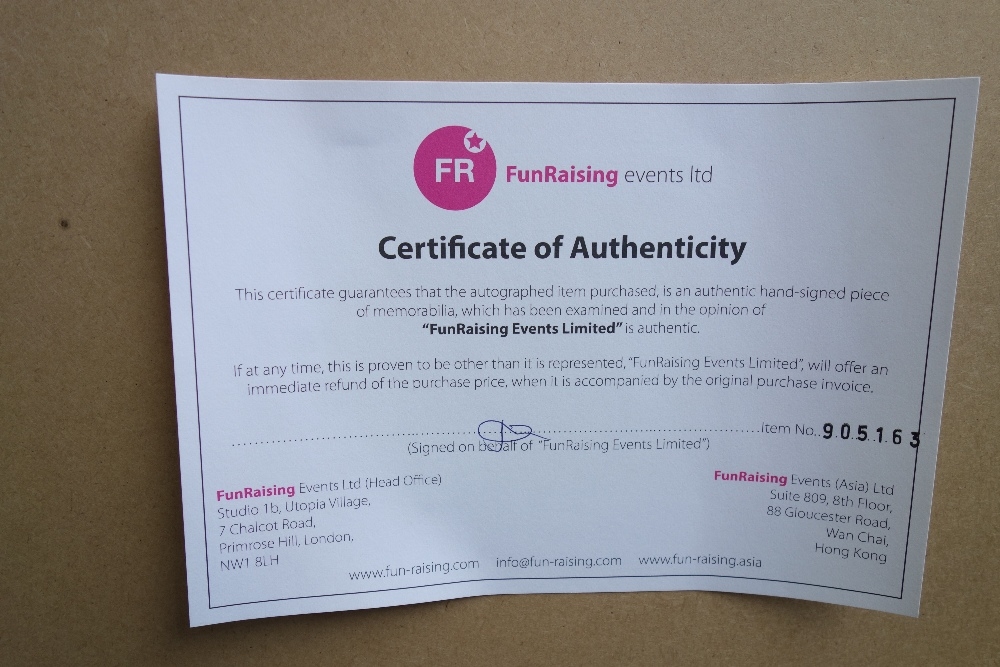 FR
FunRaising events ltd
Certificate of Authenticity
This certificate guarantees that the autographed item purchased, is an authentic hand-signed piece
of memorabilia, which has been examined and in the opinion of
“FunRaising Events Limited” is authentic.
If at any time, this is proven to be other than it is represented, “FunRaising Events Limited”, will offer an
immediate refund of the purchase price, when it is accompanied by the original purchase invoice.
Item No..905163
(Signed on behalf of “FunRaising Events Limited”)
FunRaising Events Ltd (Head Office)
Studio 1b, Utopia Village,
7 Chalcot Road,
Primrose Hill, London,
NW1 8LH
FunRaising Events (Asia) Ltd
Suite 809, 8th Floor,
88 Gloucester Road,
Wan Chai,
Hong Kong
www.fun-raising.com info@fun-raising.com www.fun-raising.asia